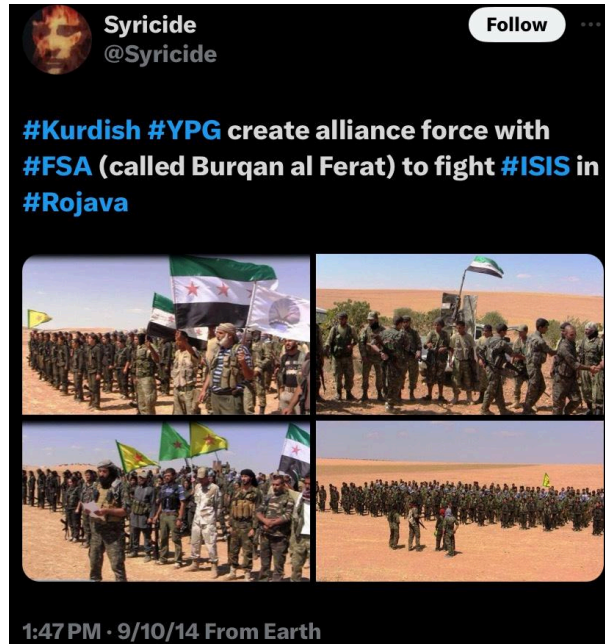 Syricide
Follow
@Syricide
#Kurdish #YPG create alliance force with
#FSA (called Burqan al Ferat) to fight #ISIS in
#Rojava
1:47 PM · 9/10/14 From Earth